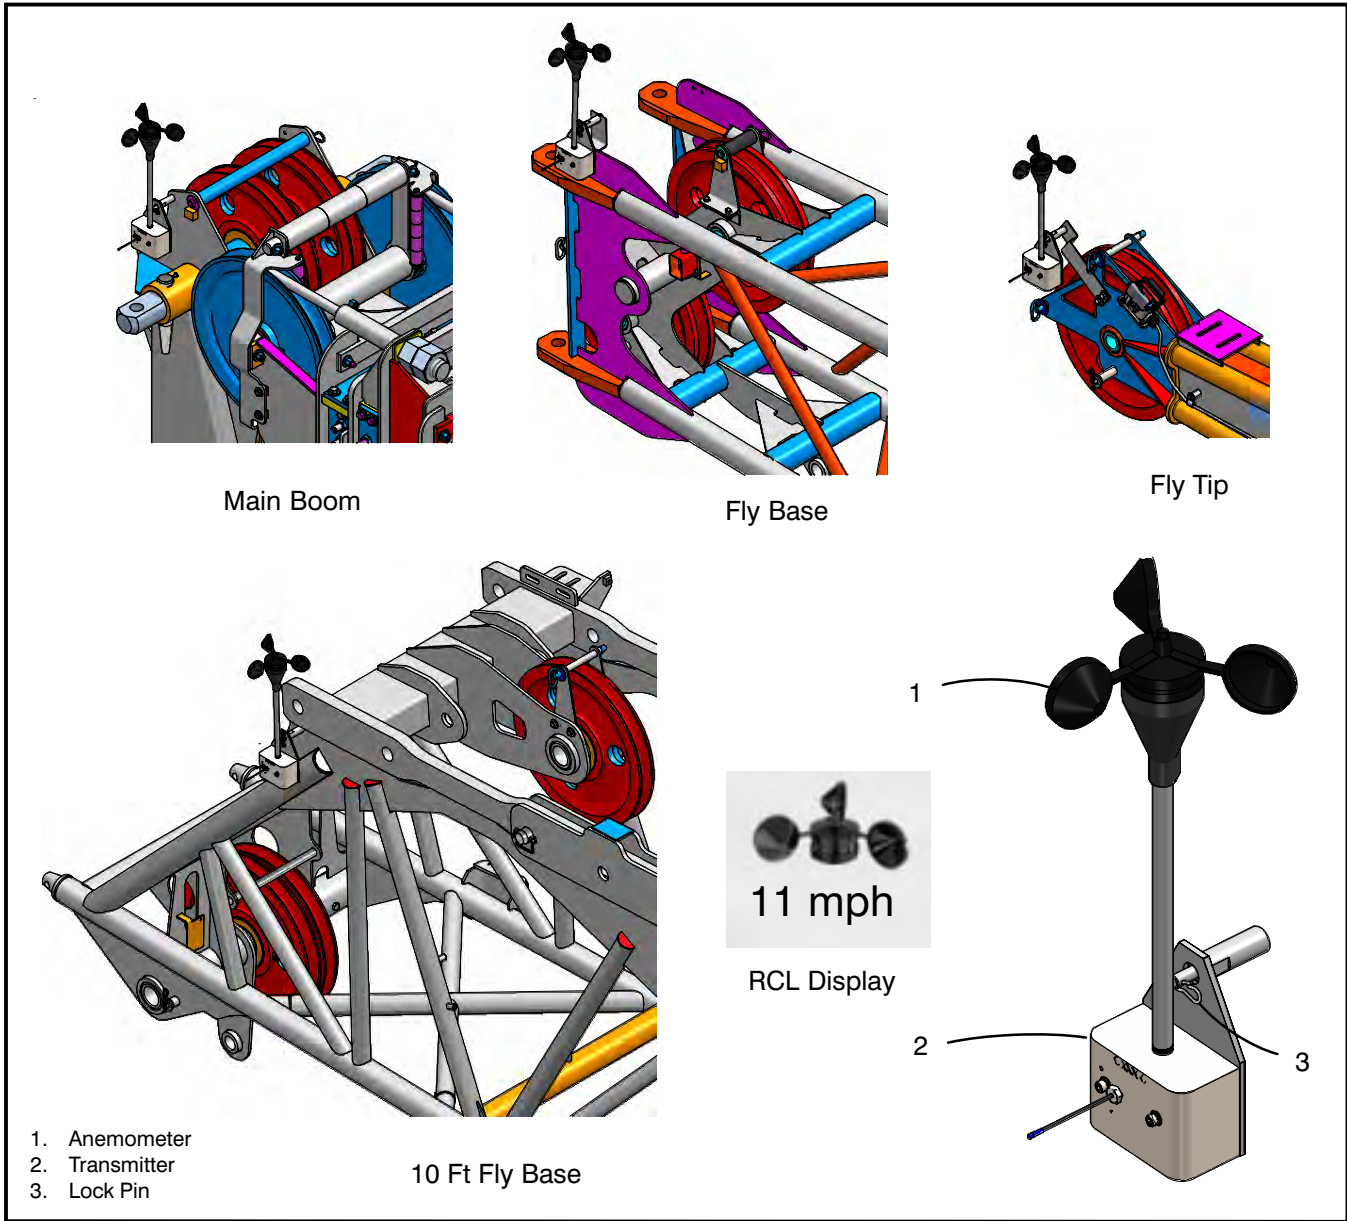 Main Boom
Fly Base
Fly Tip
1
11 mph
RCL Display
2
3
1. Anemometer
2. Transmitter
3. Lock Pin
10 Ft Fly Base